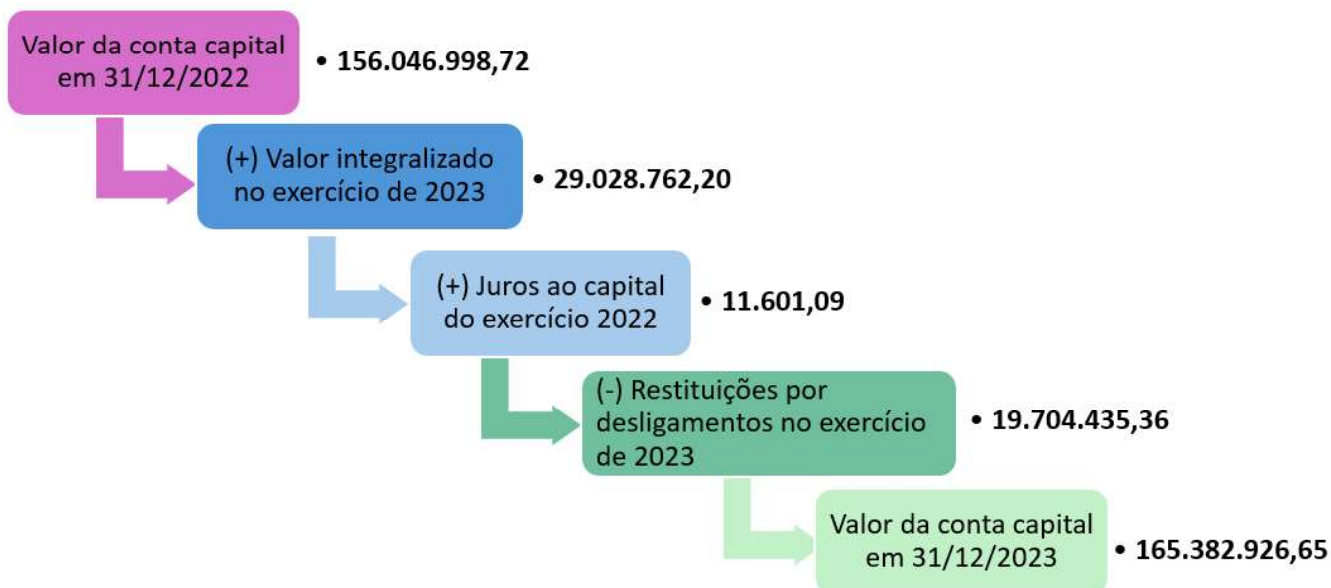 Valor da conta capital
em 31/12/2022
• 156.046.998,72
(+) Valor integralizado
no exercício de 2023
• 29.028.762,20
(+) Juros ao capital
do exercício 2022
• 11.601,09
(-) Restituições por
desligamentos no exercício
de 2023
• 19.704.435,36
Valor da conta capital
em 31/12/2023
• 165.382.926,65